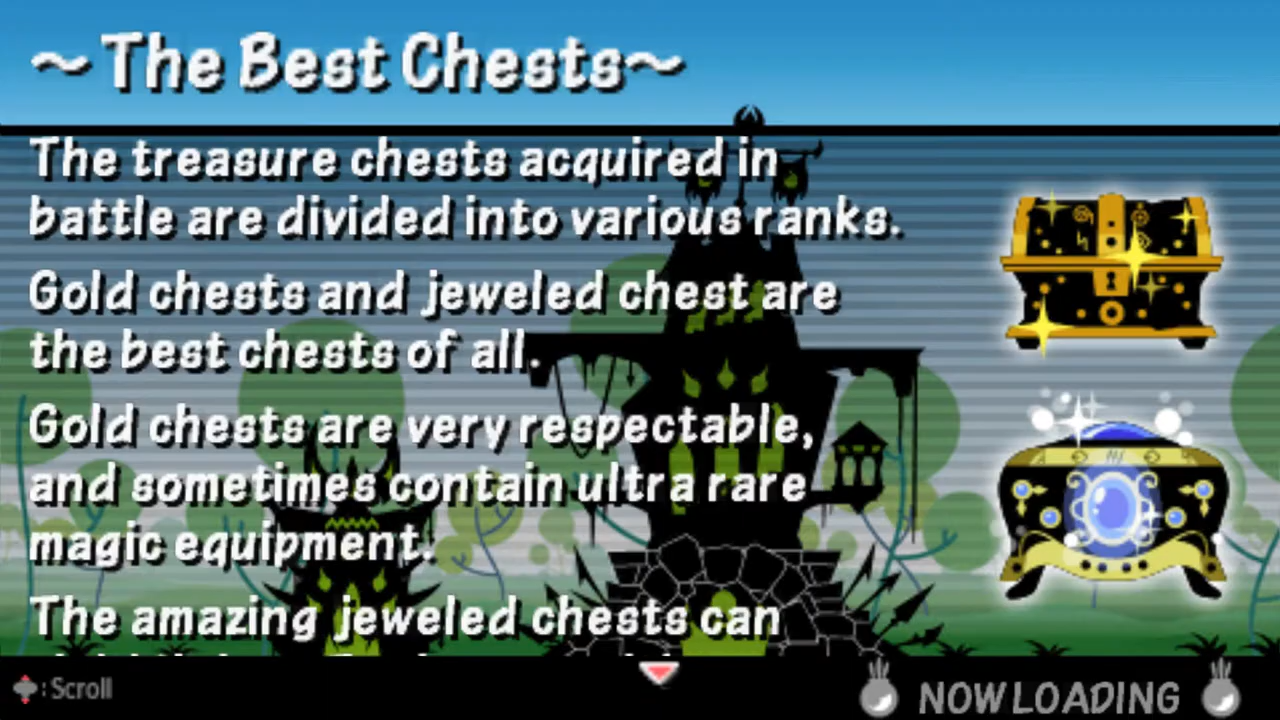 ~The Best Chests~
The treasure chests acquired in
battle are divided into various ranks.
Gold chests and jeweled chest are
the best chests of all.
Gold chests are very respectable,
and sometimes contain ultra rare
magic equipment.
The amazing jeweled chests can
: Scroll
NOW LOADING